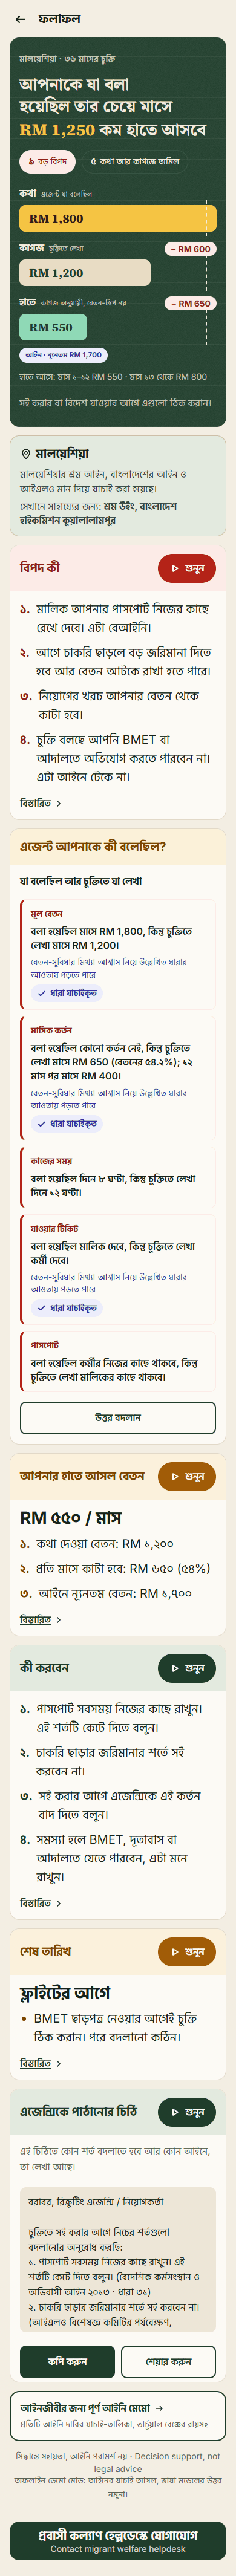 ফলাফল
মালয়েশিয়া · ৩৬ মাসের চুক্তি
আপনাকে যা বলা
হয়েছিল তার চেয়ে মাসে
RM 1,250 কম হাতে আসবে
৯ বড় বিপদ
৫ কথা আর কাগজে অমিল
কথা এজেন্ট যা বলেছিল
RM 1,800
কাগজ চুক্তিতে লেখা
− RM 600
RM 1,200
হাতে কাগজ অনুযায়ী, বেতন-স্লিপ নয়
− RM 650
RM 550
আইন · ন্যূনতম RM 1,700
হাতে আসে: মাস ১–১২ RM 550 · মাস ১৩ থেকে RM 800
সই করার বা বিদেশ যাওয়ার আগে এগুলো ঠিক করান।
মালয়েশিয়া
মালয়েশিয়ার শ্রম আইন, বাংলাদেশের আইন ও
আইএলও মান দিয়ে যাচাই করা হয়েছে।
সেখানে সাহায্যের জন্য: শ্রম উইং, বাংলাদেশ
হাইকমিশন কুয়ালালামপুর
বিপদ কী
শুনুন
১. মালিক আপনার পাসপোর্ট নিজের কাছে
রেখে দেবে। এটা বেআইনি।
২. আগে চাকরি ছাড়লে বড় জরিমানা দিতে
হবে আর বেতন আটকে রাখা হতে পারে।
৩. নিয়োগের খরচ আপনার বেতন থেকে
কাটা হবে।
৪. চুক্তি বলছে আপনি BMET বা
আদালতে অভিযোগ করতে পারবেন না।
এটা আইনে টেকে না।
বিস্তারিত
এজেন্ট আপনাকে কী বলেছিল?
যা বলেছিল আর চুক্তিতে যা লেখা
মূল বেতন
বলা হয়েছিল মাসে RM 1,800, কিন্তু চুক্তিতে
লেখা মাসে RM 1,200।
বেতন-সুবিধার মিথ্যা আশ্বাস নিয়ে উল্লেখিত ধারার
আওতায় পড়তে পারে
ধারা যাচাইকৃত
মাসিক কর্তন
বলা হয়েছিল কোনো কর্তন নেই, কিন্তু চুক্তিতে
লেখা মাসে RM 650 (বেতনের ৫৪.২%); ১২
মাস পর মাসে RM 400।
বেতন-সুবিধার মিথ্যা আশ্বাস নিয়ে উল্লেখিত ধারার
আওতায় পড়তে পারে
ধারা যাচাইকৃত
কাজের সময়
বলা হয়েছিল দিনে ৮ ঘণ্টা, কিন্তু চুক্তিতে লেখা
দিনে ১২ ঘণ্টা।
যাওয়ার টিকিট
বলা হয়েছিল মালিক দেবে, কিন্তু চুক্তিতে লেখা
কর্মী দেবে।
বেতন-সুবিধার মিথ্যা আশ্বাস নিয়ে উল্লেখিত ধারার
আওতায় পড়তে পারে
ধারা যাচাইকৃত
পাসপোর্ট
বলা হয়েছিল কর্মীর নিজের কাছে থাকবে, কিন্তু
চুক্তিতে লেখা মালিকের কাছে থাকবে।
উত্তর বদলান
আপনার হাতে আসল বেতন
শুনুন
RM ৫৫০ / মাস
১. কথা দেওয়া বেতন: RM ১,২০০
২. প্রতি মাসে কাটা হবে: RM ৬৫০ (৫৪%)
৩. আইনে ন্যূনতম বেতন: RM ১,৭০০
বিস্তারিত
কী করবেন
শুনুন
১. পাসপোর্ট সবসময় নিজের কাছে রাখুন।
এই শর্তটি কেটে দিতে বলুন।
২. চাকরি ছাড়ার জরিমানার শর্তে সই
করবেন না।
৩. সই করার আগে এজেন্সিকে এই কর্তন
বাদ দিতে বলুন।
৪. সমস্যা হলে BMET, দূতাবাস বা
আদালতে যেতে পারবেন, এটা মনে
রাখুন।
বিস্তারিত
শেষ তারিখ
শুনুন
ফ্লাইটের আগে
• BMET ছাড়পত্র নেওয়ার আগেই চুক্তি
ঠিক করান। পরে বদলানো কঠিন।
বিস্তারিত
এজেন্সিকে পাঠানোর চিঠি
শুনুন
এই চিঠিতে কোন শর্ত বদলাতে হবে আর কোন আইনে,
তা লেখা আছে।
বরাবর, রিক্রুটিং এজেন্সি / নিয়োগকর্তা
চুক্তিতে সই করার আগে নিচের শর্তগুলো
বদলানোর অনুরোধ করছি:
১. পাসপোর্ট সবসময় নিজের কাছে রাখুন। এই
শর্তটি কেটে দিতে বলুন। ((বৈদেশিক কর্মসংস্থান ও
অভিবাসী আইন ২০১৩ · ধারা ৩১)
২. চাকরি ছাড়ার জরিমানার শর্তে সই করবেন না।
(আইএলও বিশেষজ্ঞ কমিটির পর্যবেক্ষণ,
কপি করুন
শেয়ার করুন
আইনজীবীর জন্য পূর্ণ আইনি মেমো →
প্রতিটি আইনি দাবির যাচাই-তালিকা, ভার্চুয়াল বেঞ্চের রায়সহ
সিদ্ধান্তে সহায়তা, আইনি পরামর্শ নয় · Decision support, not
legal advice
অফলাইন ডেমো মোড: আইনের যাচাই আসল, ভাষা মডেলের উত্তর
নমুনা।
প্রবাসী কল্যাণ হেল্পডেস্কে যোগাযোগ
Contact migrant welfare helpdesk